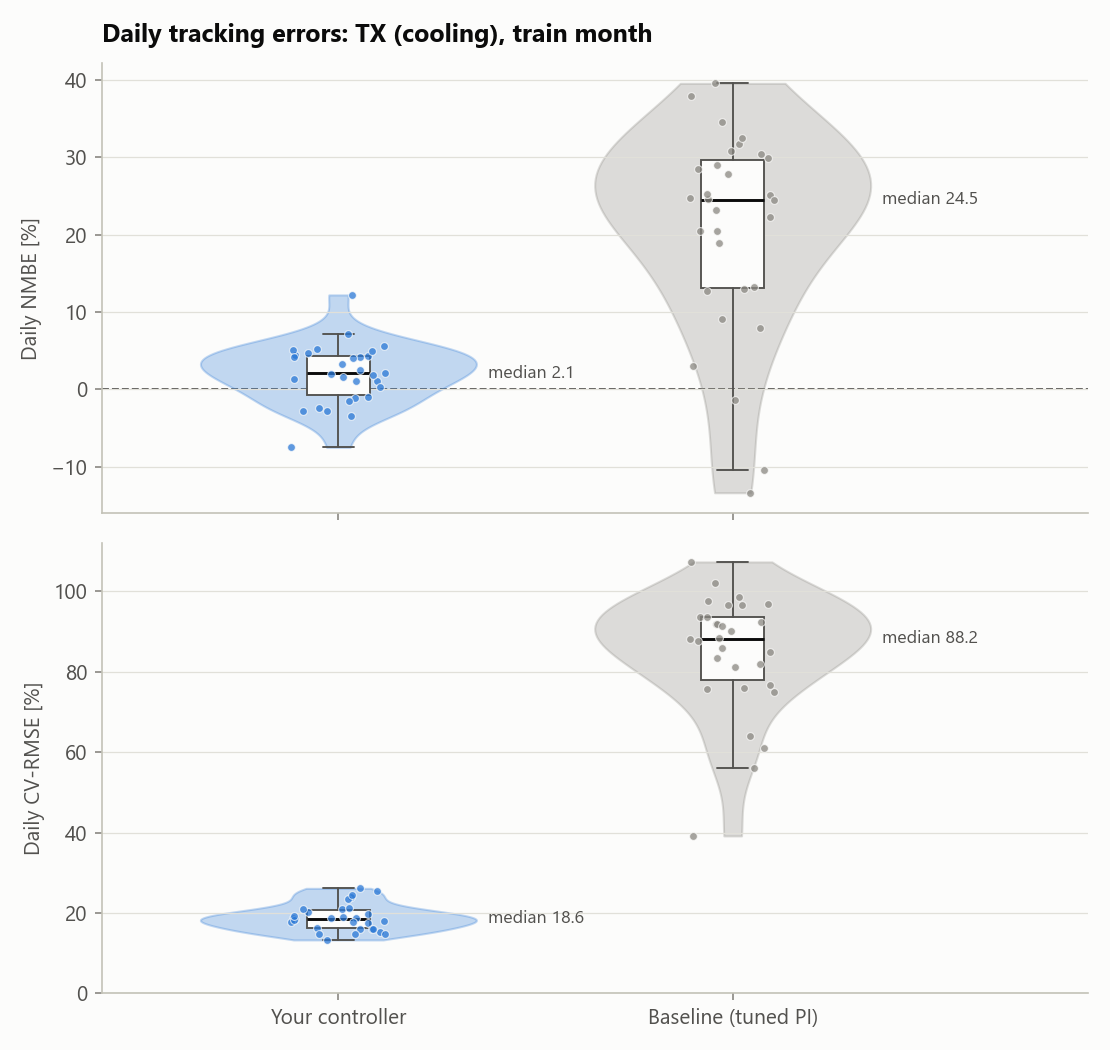 Daily tracking errors: TX (cooling), train month
Daily NMBE [%]
40
30
20
10
0
−10
median 2.1
median 24.5
Daily CV-RMSE [%]
100
80
60
40
20
0
median 88.2
median 18.6
Your controller
Baseline (tuned PI)